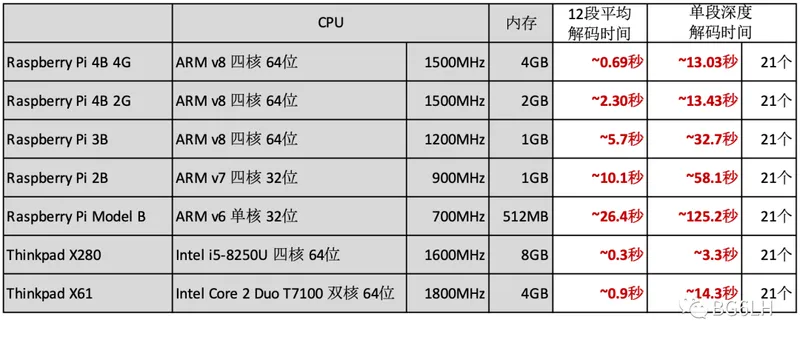 CPU 内存 12段平均 单段深度
解码时间 解码时间
Raspberry Pi 4B 4G ARM v8 四核 64位 1500MHz 4GB ~0.69秒 ~13.03秒 21个
Raspberry Pi 4B 2G ARM v8 四核 64位 1500MHz 2GB ~2.30秒 ~13.43秒 21个
Raspberry Pi 3B ARM v8 四核 64位 1200MHz 1GB ~5.7秒 ~32.7秒 21个
Raspberry Pi 2B ARM v7 四核 32位 900MHz 1GB ~10.1秒 ~58.1秒 21个
Raspberry Pi Model B ARM v6 单核 32位 700MHz 512MB ~26.4秒 ~125.2秒 21个
Thinkpad X280 Intel i5-8250U 四核 64位 1600MHz 8GB ~0.3秒 ~3.3秒 21个
Thinkpad X61 Intel Core 2 Duo T7100 双核 64位 1800MHz 4GB ~0.9秒 ~14.3秒 21个